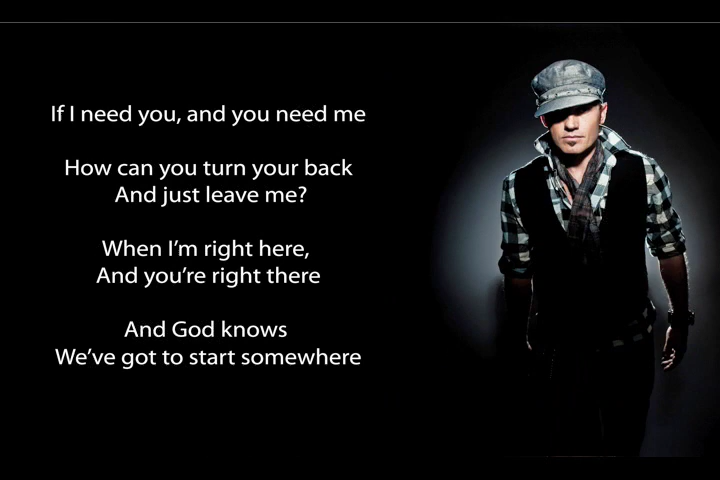 If I need you, and you need me
How can you turn your back
And just leave me?
When I'm right here,
And you're right there
And God knows
We've got to start somewhere